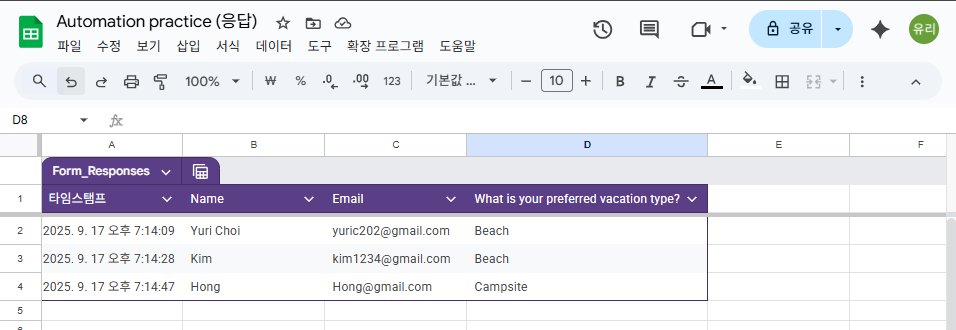 Automation practice (응답)
파일 수정 보기 삽입 서식 데이터 도구 확장 프로그램 도움말
공유
유리
100% ₩ % .0 .00 123 기본값 ... 10 B I S A
D8 fx
A B C D E F
Form_Responses
1 타임스탬프 Name Email What is your preferred vacation type?
2 2025. 9. 17 오후 7:14:09 Yuri Choi yuric202@gmail.com Beach
3 2025. 9. 17 오후 7:14:28 Kim kim1234@gmail.com Beach
4 2025. 9. 17 오후 7:14:47 Hong Hong@gmail.com Campsite
5